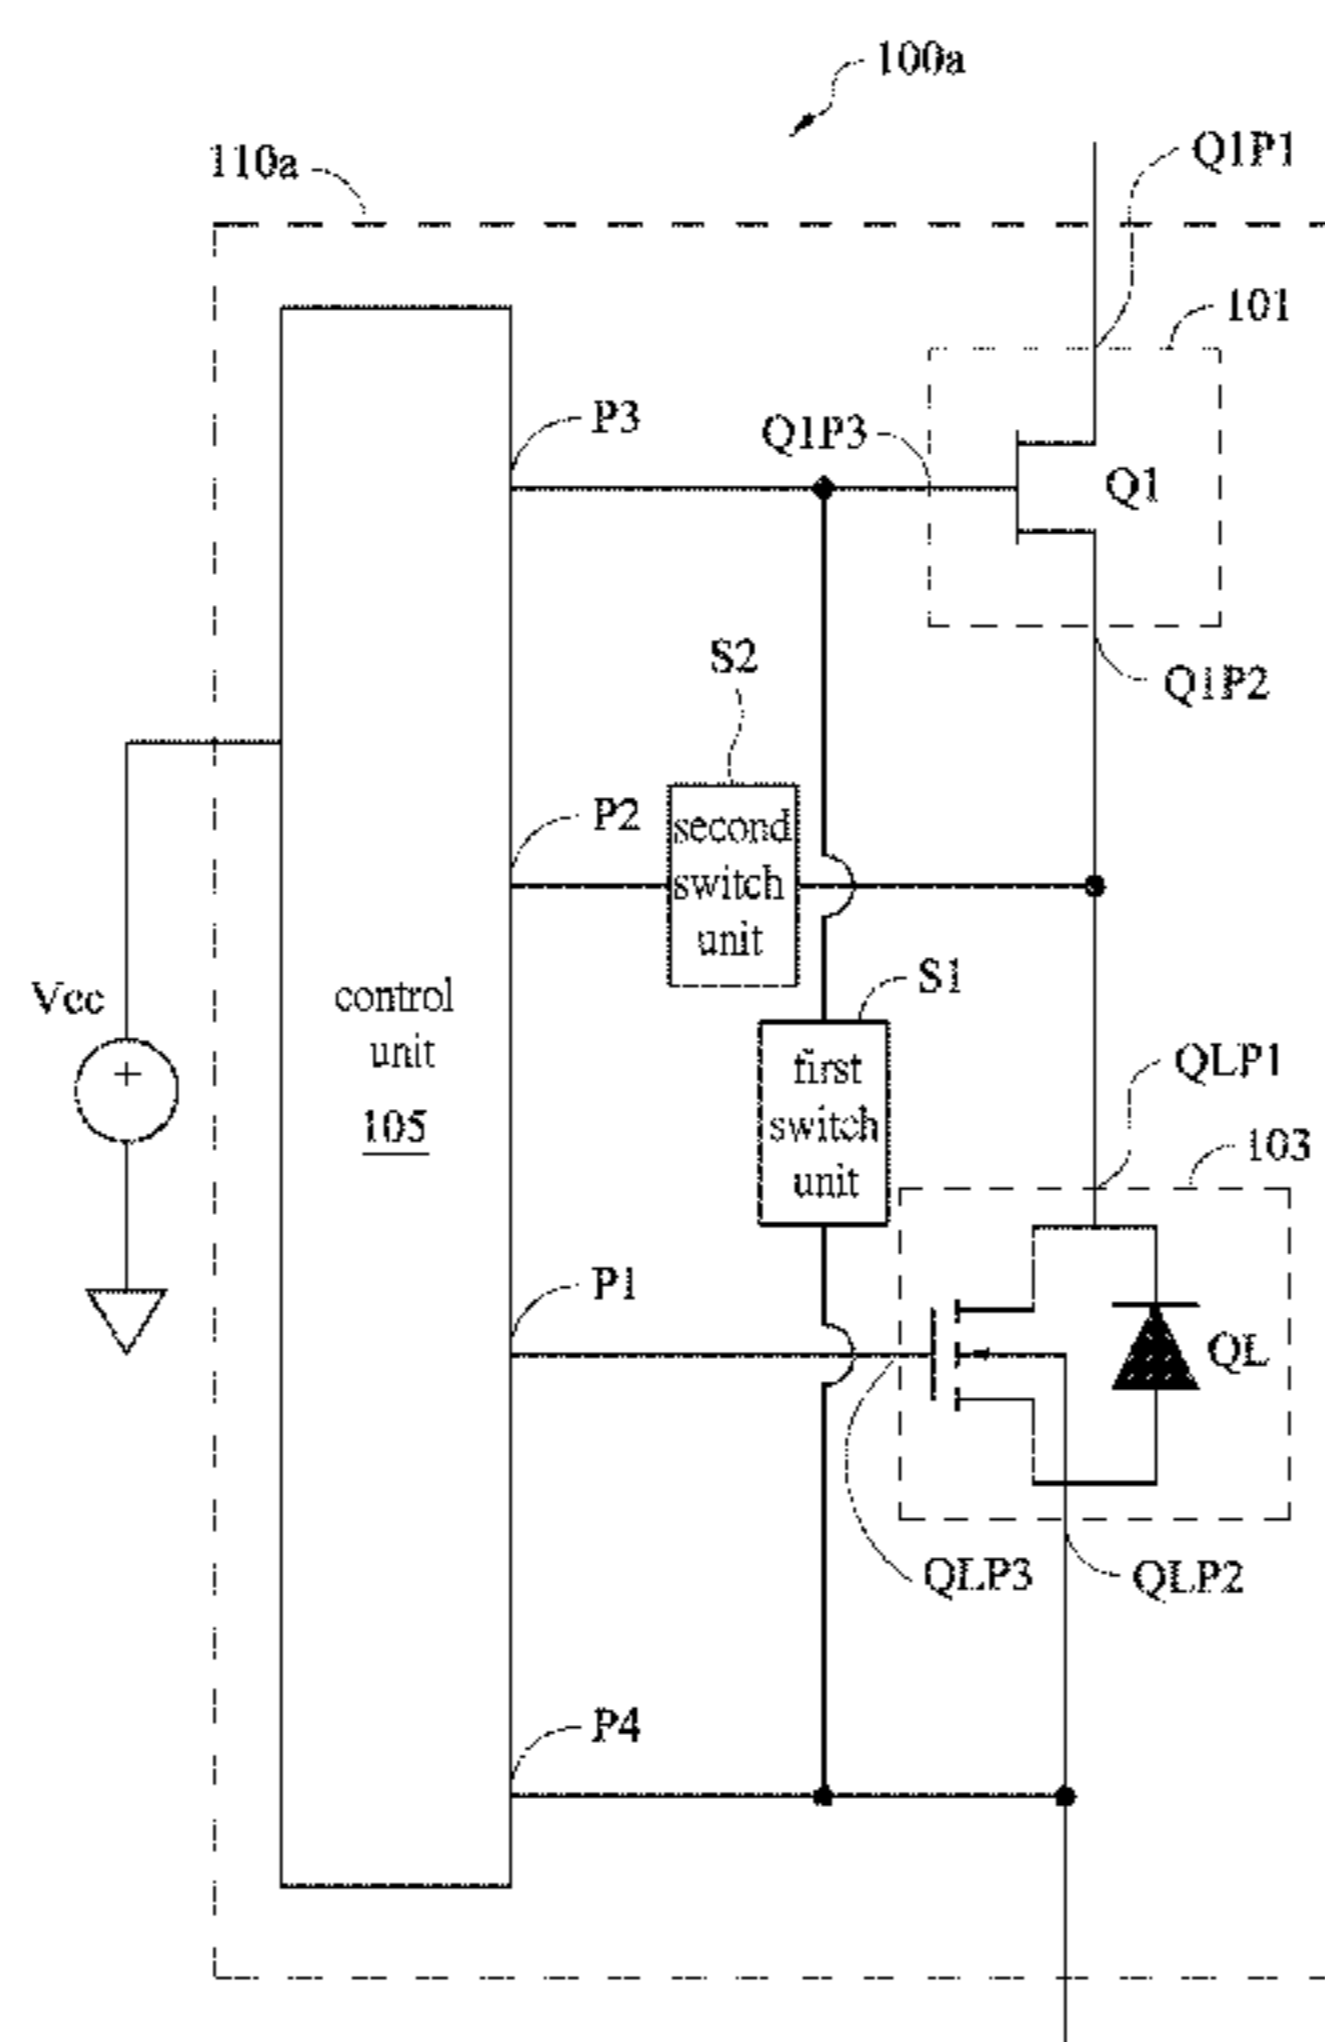 100a
Q1P1
110a
101
P3
Q1P3
Q1
S2
Q1P2
P2
second
switch
unit
S1
Vcc
control
unit
105
+
first
switch
unit
QLP1
103
P1
QL
QLP3
QLP2
P4